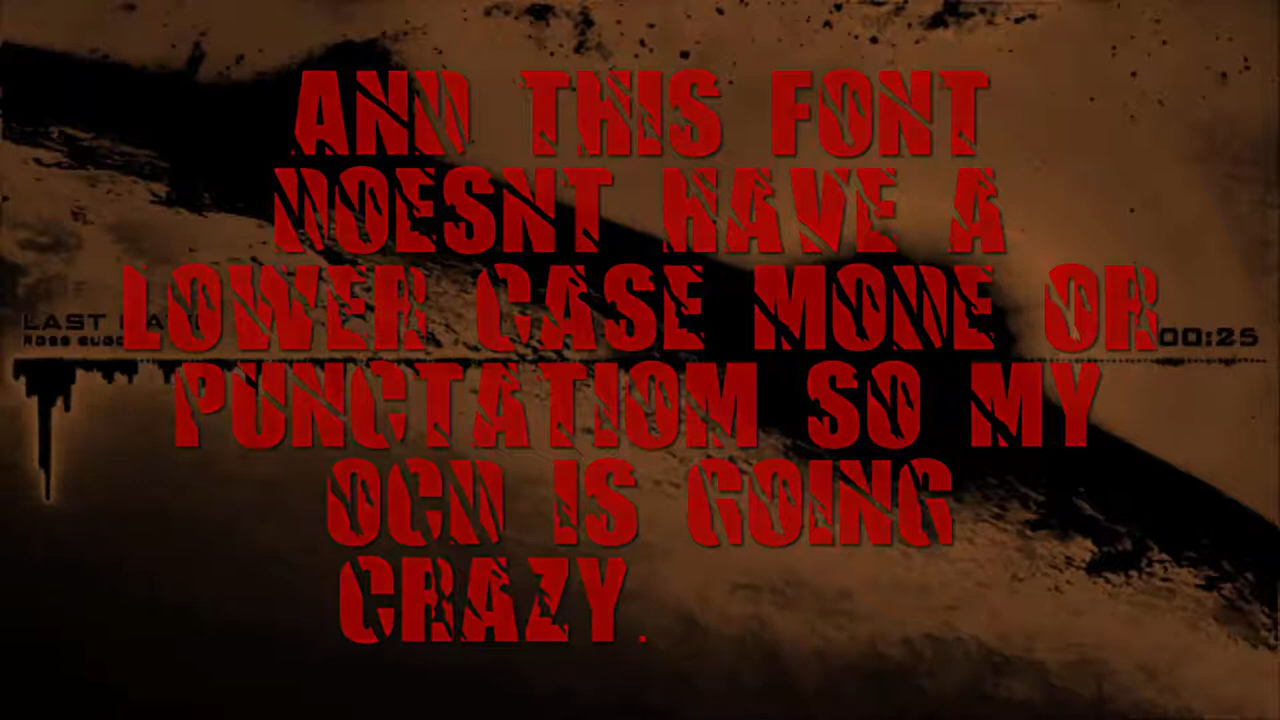 AND THIS FONT
DOESNT HAVE A
LOWER CASE MODE OR
PUNCTATIOM SO MY
OCD IS GOING
CRAZY.
LAST
ROSS
00:25